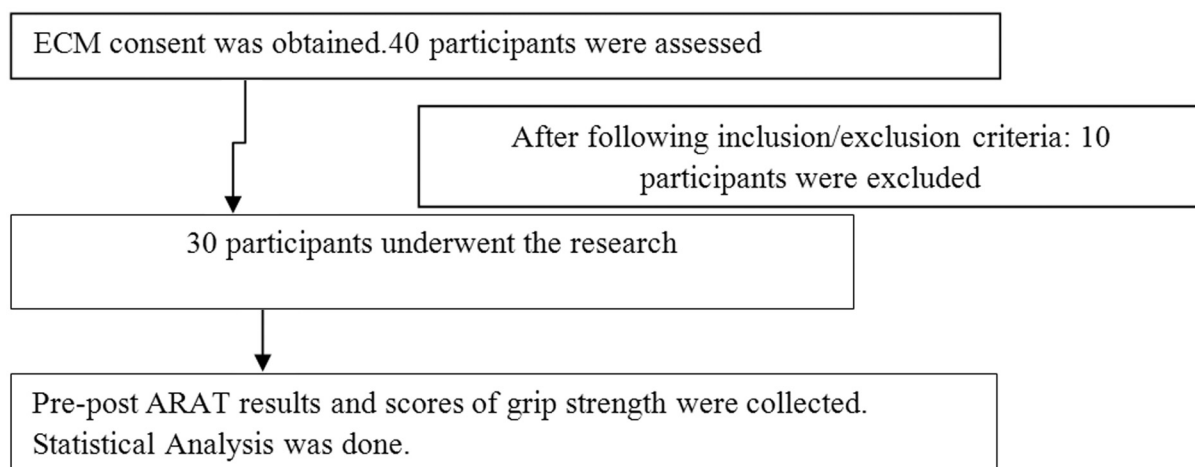 ECM consent was obtained.40 participants were assessed
After following inclusion/exclusion criteria: 10
participants were excluded
30 participants underwent the research
Pre-post ARAT results and scores of grip strength were collected.
Statistical Analysis was done.